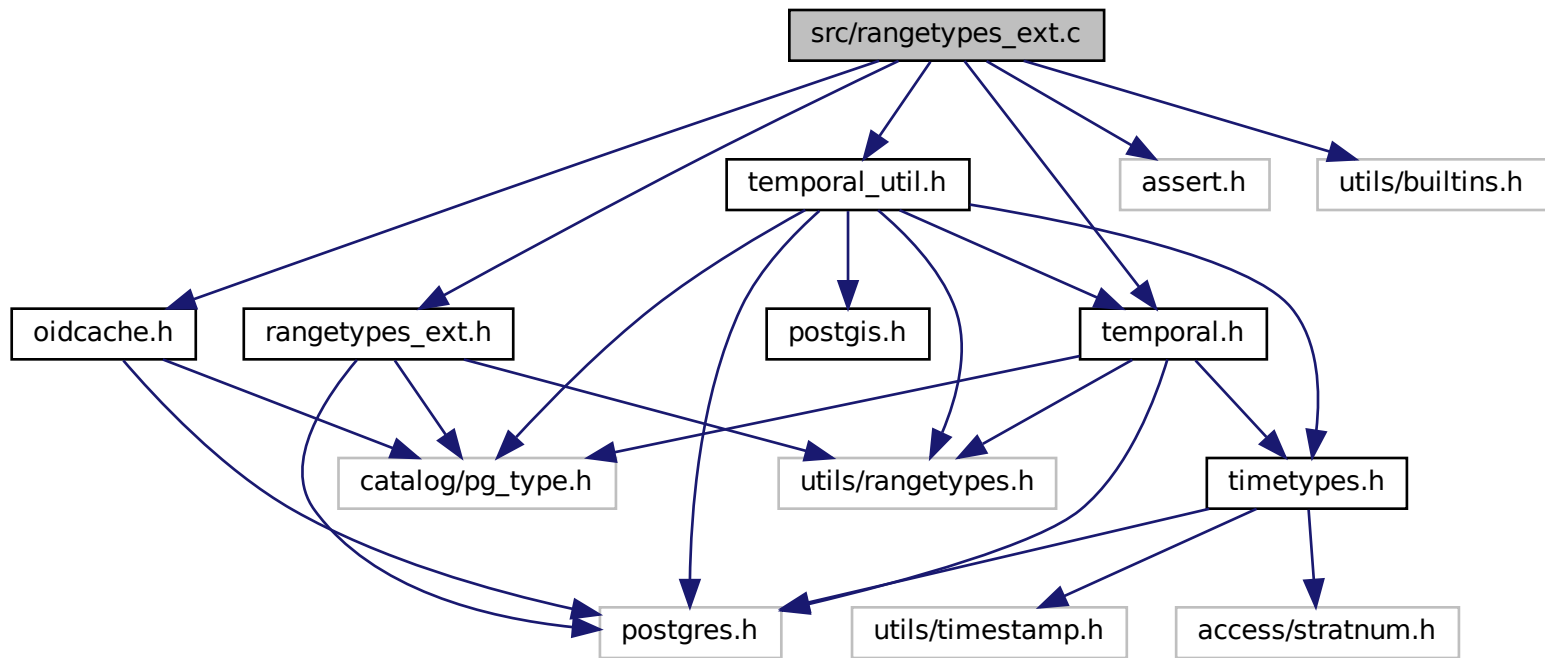 src/rangetypes_ext.c
temporal_util.h
assert.h
utils/builtins.h
oidcache.h
rangetypes_ext.h
postgis.h
temporal.h
catalog/pg_type.h
utils/rangetypes.h
timetypes.h
postgres.h
utils/timestamp.h
access/stratnum.h